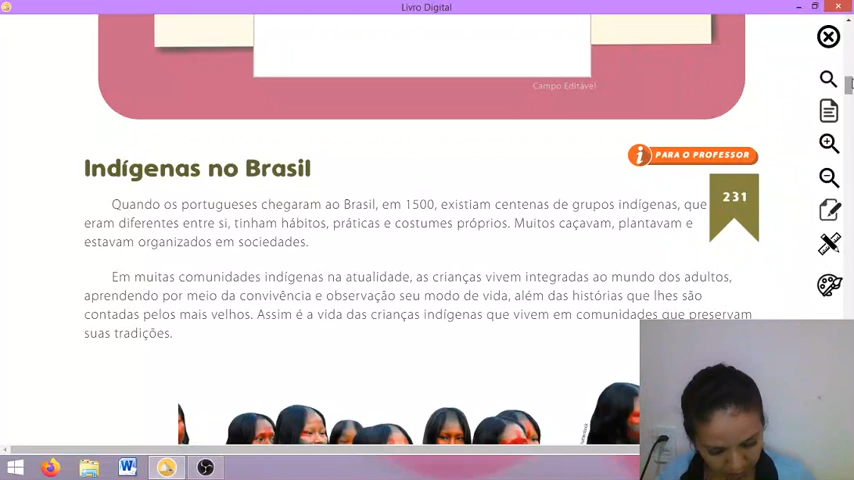 Livro Digital
Campo Editável
PARA O PROFESSOR
Indígenas no Brasil
231
Quando os portugueses chegaram ao Brasil, em 1500, existiam centenas de grupos indígenas, que
eram diferentes entre si, tinham hábitos, práticas e costumes próprios. Muitos caçavam, plantavam e
estavam organizados em sociedades.
Em muitas comunidades indígenas na atualidade, as crianças vivem integradas ao mundo dos adultos,
aprendendo por meio da convivência e observação seu modo de vida, além das histórias que lhes são
contadas pelos mais velhos. Assim é a vida das crianças indígenas que vivem em comunidades que preservam
suas tradições.